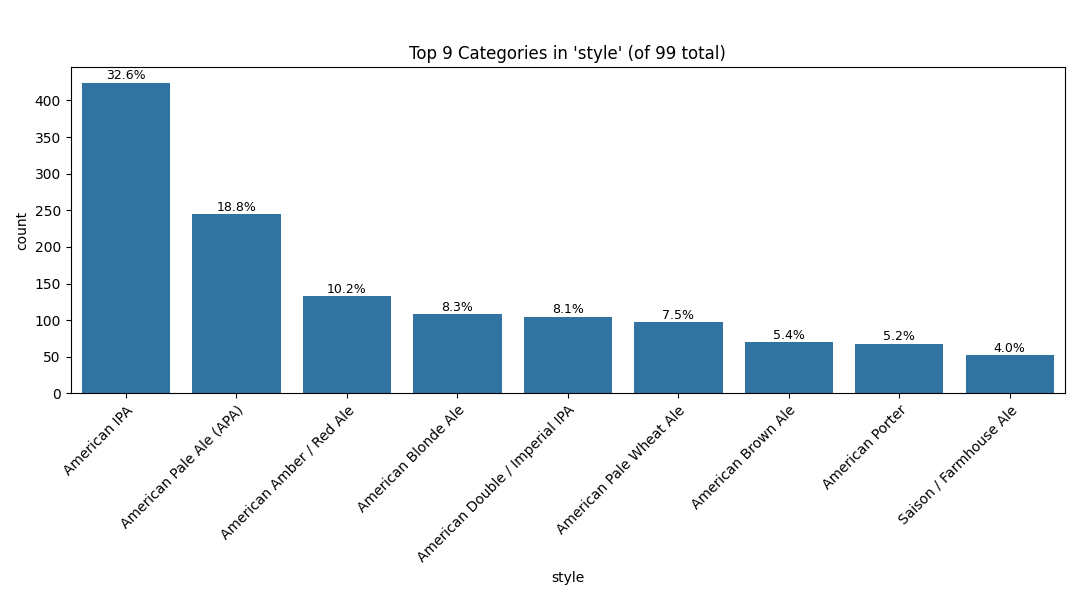 Top 9 Categories in 'style' (of 99 total)
32.6%
18.8%
10.2%
8.3%
8.1%
7.5%
5.4%
5.2%
4.0%
400
350
300
250
200
150
100
50
0
count
American IPA
American Pale Ale (APA)
American Amber / Red Ale
American Blonde Ale
American Double / Imperial IPA
American Pale Wheat Ale
American Brown Ale
American Porter
Saison / Farmhouse Ale
style